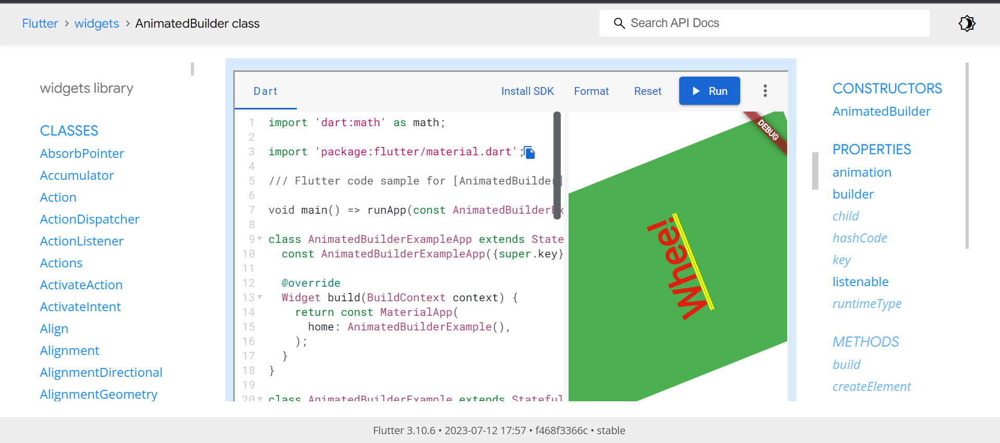 Flutter > widgets > AnimatedBuilder class
Search API Docs
widgets library
CLASSES
AbsorbPointer
Accumulator
Action
ActionDispatcher
ActionListener
Actions
ActivateAction
ActivateIntent
Align
Alignment
AlignmentDirectional
AlignmentGeometry
Dart
Install SDK
Format
Reset
Run
1 import 'dart:math' as math;
2
3 import 'package:flutter/material.dart';
4
5 /// Flutter code sample for [AnimatedBuilder]
6
7 void main() => runApp(const AnimatedBuilderEx
8
9 class AnimatedBuilderExampleApp extends State
10 const AnimatedBuilderExampleApp({super.key}
11
12 @override
13 Widget build(BuildContext context) {
14 return const MaterialApp(
15 home: AnimatedBuilderExample(),
16 );
17 }
18 }
19
20 class AnimatedBuilderExample extends Stateful
DEBUG
Whee!
CONSTRUCTORS
AnimatedBuilder
PROPERTIES
animation
builder
child
hashCode
key
listenable
runtimeType
METHODS
build
createElement
Flutter 3.10.6 • 2023-07-12 17:57 • f468f3366c • stable